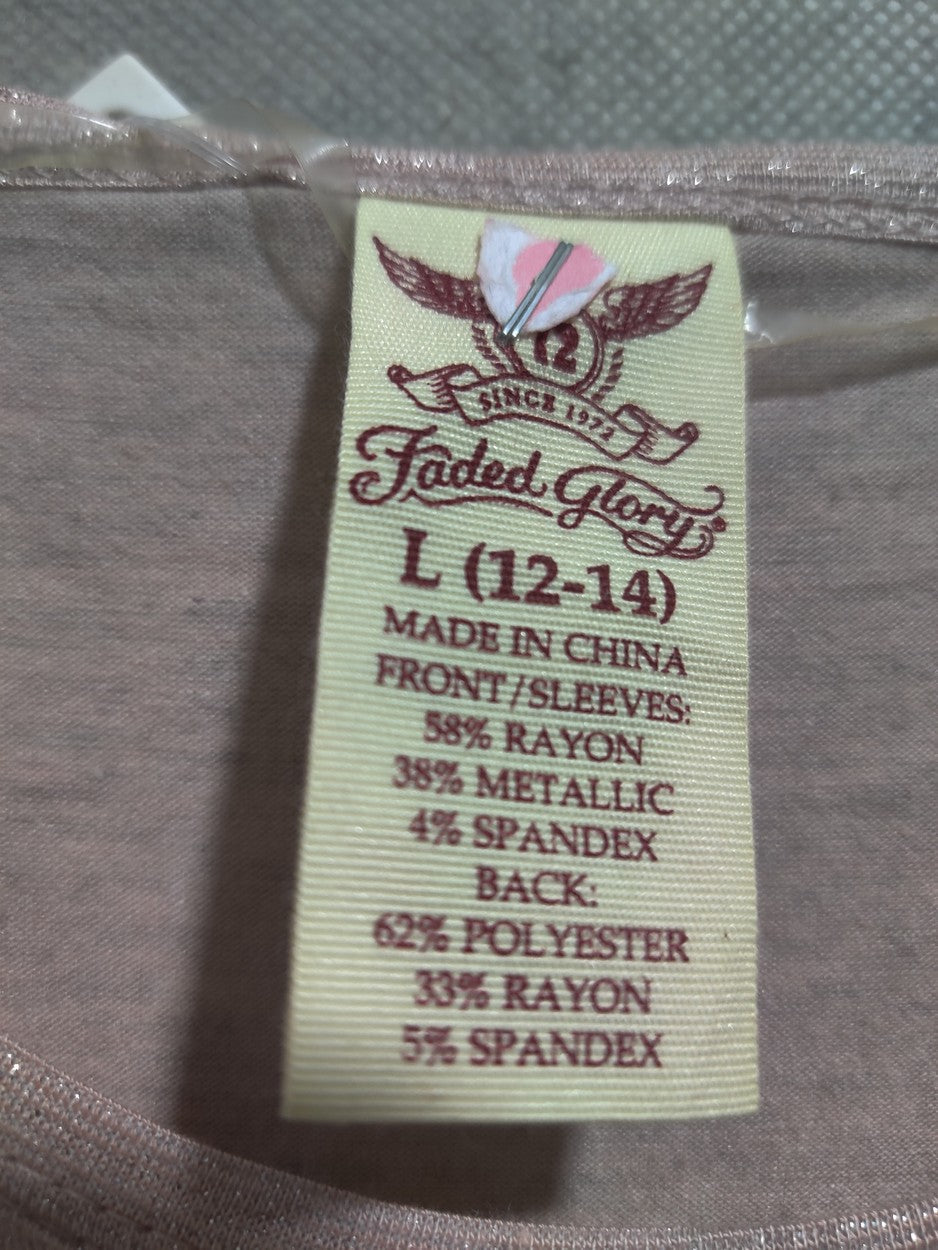 72
SINCE 1972
Faded Glory
L (12-14)
MADE IN CHINA
FRONT/SLEEVES:
58% RAYON
38% METALLIC
4% SPANDEX
BACK:
62% POLYESTER
33% RAYON
5% SPANDEX